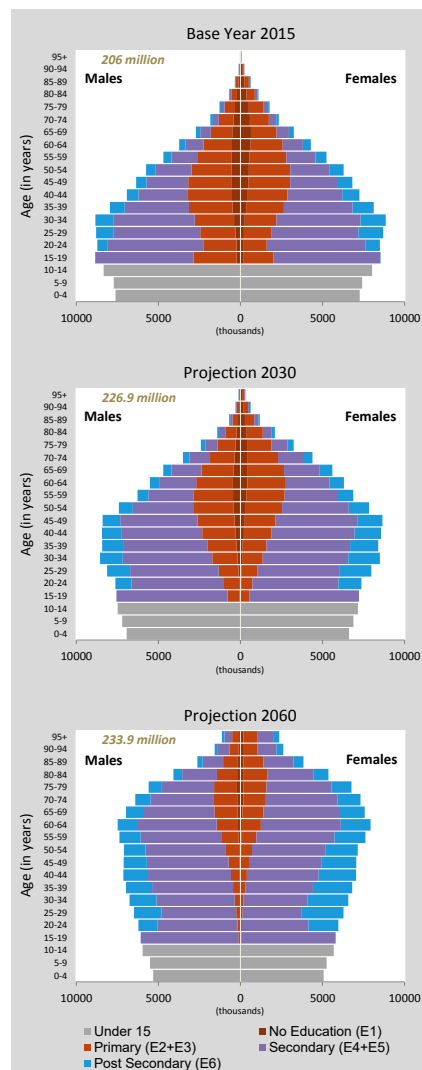 Base Year 2015
206 million
Males
Females
Age (in years)
95+
90-94
85-89
80-84
75-79
70-74
65-69
60-64
55-59
50-54
45-49
40-44
35-39
30-34
25-29
20-24
15-19
10-14
5-9
0-4
10000 5000 0 5000 10000
(thousands)
Projection 2030
226.9 million
Males
Females
Age (in years)
95+
90-94
85-89
80-84
75-79
70-74
65-69
60-64
55-59
50-54
45-49
40-44
35-39
30-34
25-29
20-24
15-19
10-14
5-9
0-4
10000 5000 0 5000 10000
(thousands)
Projection 2060
233.9 million
Males
Females
Age (in years)
95+
90-94
85-89
80-84
75-79
70-74
65-69
60-64
55-59
50-54
45-49
40-44
35-39
30-34
25-29
20-24
15-19
10-14
5-9
0-4
10000 5000 0 5000 10000
(thousands)
Under 15 No Education (E1)
Primary (E2+E3) Secondary (E4+E5)
Post Secondary (E6)